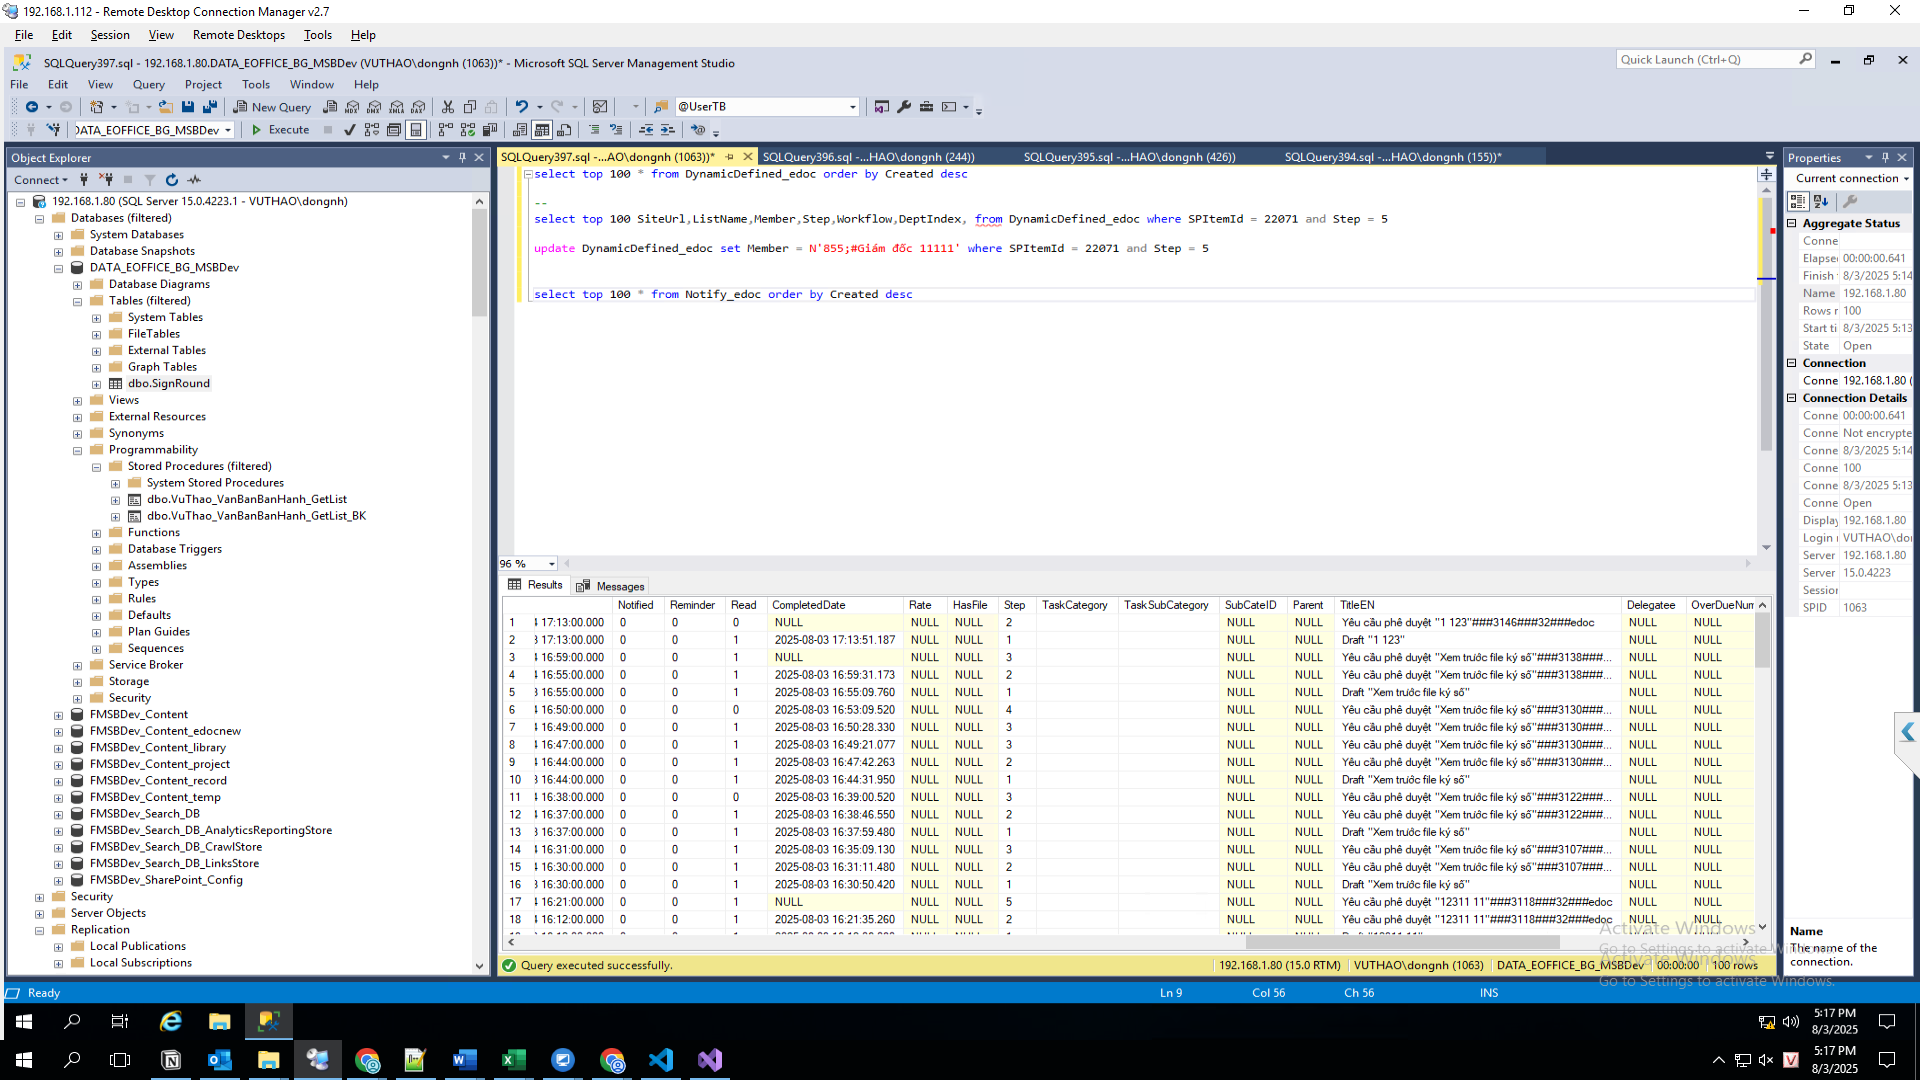 192.168.1.112 - Remote Desktop Connection Manager v2.7
File Edit Session View Remote Desktops Tools Help
SQLQuery397.sql - 192.168.1.80.DATA_EOFFICE_BG_MSBDev (VUTHAO\dongnh (1063))* - Microsoft SQL Server Management Studio
Quick Launch (Ctrl+Q)
File Edit View Query Project Tools Window Help
New Query
@UserTB
DATA_EOFFICE_BG_MSBDev
Execute
Object Explorer
Connect
192.168.1.80 (SQL Server 15.0.4223.1 - VUTHAO\dongnh)
Databases (filtered)
System Databases
Database Snapshots
DATA_EOFFICE_BG_MSBDev
Database Diagrams
Tables (filtered)
System Tables
FileTables
External Tables
Graph Tables
dbo.SignRound
Views
External Resources
Synonyms
Programmability
Stored Procedures (filtered)
System Stored Procedures
dbo.VuThao_VanBanBanHanh_GetList
dbo.VuThao_VanBanBanHanh_GetList_BK
Functions
Database Triggers
Assemblies
Types
Rules
Defaults
Plan Guides
Sequences
Service Broker
Storage
Security
FMSBDev_Content
FMSBDev_Content_edocnew
FMSBDev_Content_library
FMSBDev_Content_project
FMSBDev_Content_record
FMSBDev_Content_temp
FMSBDev_Search_DB
FMSBDev_Search_DB_AnalyticsReportingStore
FMSBDev_Search_DB_CrawlStore
FMSBDev_Search_DB_LinksStore
FMSBDev_SharePoint_Config
Security
Server Objects
Replication
Local Publications
Local Subscriptions
SQLQuery397.sql -...AO\dongnh (1063))* SQLQuery396.sql -...HAO\dongnh (244)) SQLQuery395.sql -...HAO\dongnh (426)) SQLQuery394.sql -...HAO\dongnh (155))*
select top 100 * from DynamicDefined_edoc order by Created desc
--
select top 100 SiteUrl,ListName,Member,Step,Workflow,DeptIndex, from DynamicDefined_edoc where SPItemId = 22071 and Step = 5
update DynamicDefined_edoc set Member = N'855;#Giám đốc 11111' where SPItemId = 22071 and Step = 5
select top 100 * from Notify_edoc order by Created desc
96 %
Results Messages
Notified Reminder Read CompletedDate Rate HasFile Step TaskCategory TaskSubCategory SubCateID Parent TitleEN Delegatee OverDueNum
1 17:13:00.000 0 0 0 NULL NULL NULL 2 NULL NULL Yêu cầu phê duyệt "1 123"###3146###32###edoc NULL NULL
2 17:13:00.000 0 0 1 2025-08-03 17:13:51.187 NULL NULL 1 NULL NULL Draft "1 123" NULL NULL
3 16:59:00.000 0 0 1 NULL NULL NULL 3 NULL NULL Yêu cầu phê duyệt "Xem trước file ký số"###3138###... NULL NULL
4 16:55:00.000 0 0 1 2025-08-03 16:59:31.173 NULL NULL 2 NULL NULL Yêu cầu phê duyệt "Xem trước file ký số"###3138###... NULL NULL
5 16:55:00.000 0 0 1 2025-08-03 16:55:09.760 NULL NULL 1 NULL NULL Draft "Xem trước file ký số" NULL NULL
6 16:50:00.000 0 0 0 2025-08-03 16:53:09.520 NULL NULL 4 NULL NULL Yêu cầu phê duyệt "Xem trước file ký số"###3130###... NULL NULL
7 16:49:00.000 0 0 1 2025-08-03 16:50:28.330 NULL NULL 3 NULL NULL Yêu cầu phê duyệt "Xem trước file ký số"###3130###... NULL NULL
8 16:47:00.000 0 0 1 2025-08-03 16:49:21.077 NULL NULL 3 NULL NULL Yêu cầu phê duyệt "Xem trước file ký số"###3130###... NULL NULL
9 16:44:00.000 0 0 1 2025-08-03 16:47:42.263 NULL NULL 2 NULL NULL Yêu cầu phê duyệt "Xem trước file ký số"###3130###... NULL NULL
10 16:44:00.000 0 0 1 2025-08-03 16:44:31.950 NULL NULL 1 NULL NULL Draft "Xem trước file ký số" NULL NULL
11 16:38:00.000 0 0 0 2025-08-03 16:39:00.520 NULL NULL 3 NULL NULL Yêu cầu phê duyệt "Xem trước file ký số"###3122###... NULL NULL
12 16:37:00.000 0 0 1 2025-08-03 16:38:46.550 NULL NULL 2 NULL NULL Yêu cầu phê duyệt "Xem trước file ký số"###3122###... NULL NULL
13 16:37:00.000 0 0 1 2025-08-03 16:37:59.480 NULL NULL 1 NULL NULL Draft "Xem trước file ký số" NULL NULL
14 16:31:00.000 0 0 1 2025-08-03 16:35:09.130 NULL NULL 3 NULL NULL Yêu cầu phê duyệt "Xem trước file ký số"###3107###... NULL NULL
15 16:30:00.000 0 0 1 2025-08-03 16:31:11.480 NULL NULL 2 NULL NULL Yêu cầu phê duyệt "Xem trước file ký số"###3107###... NULL NULL
16 16:30:00.000 0 0 1 2025-08-03 16:30:50.420 NULL NULL 1 NULL NULL Draft "Xem trước file ký số" NULL NULL
17 16:21:00.000 0 0 1 NULL NULL NULL 5 NULL NULL Yêu cầu phê duyệt "12311 11"###3118###32###edoc NULL NULL
18 16:12:00.000 0 0 1 2025-08-03 16:21:35.260 NULL NULL 2 NULL NULL Yêu cầu phê duyệt "12311 11"###3118###32###edoc NULL NULL
Query executed successfully.
192.168.1.80 (15.0 RTM) VUTHAO\dongnh (1063) DATA_EOFFICE_BG_MSBDev 00:00:00 100 rows
Properties
Current connection
Aggregate Status
Conne
Elapse 00:00:00.641
Finish 8/3/2025 5:14
Name 192.168.1.80
Rows r 100
Start ti 8/3/2025 5:13
State Open
Connection
Conne 192.168.1.80 (
Connection Details
Conne 00:00:00.641
Conne Not encrypte
Conne 8/3/2025 5:14
Conne 100
Conne 8/3/2025 5:13
Conne Open
Display 192.168.1.80
Login r VUTHAO\don
Server 192.168.1.80
Server 15.0.4223
Session
SPID 1063
Name
The name of the
connection.
Activate Windows
Go to Settings to activate Windows.
Activate Windows
Go to Settings to activate Windows.
Ready Ln 9 Col 56 Ch 56 INS
5:17 PM
8/3/2025
5:17 PM
8/3/2025